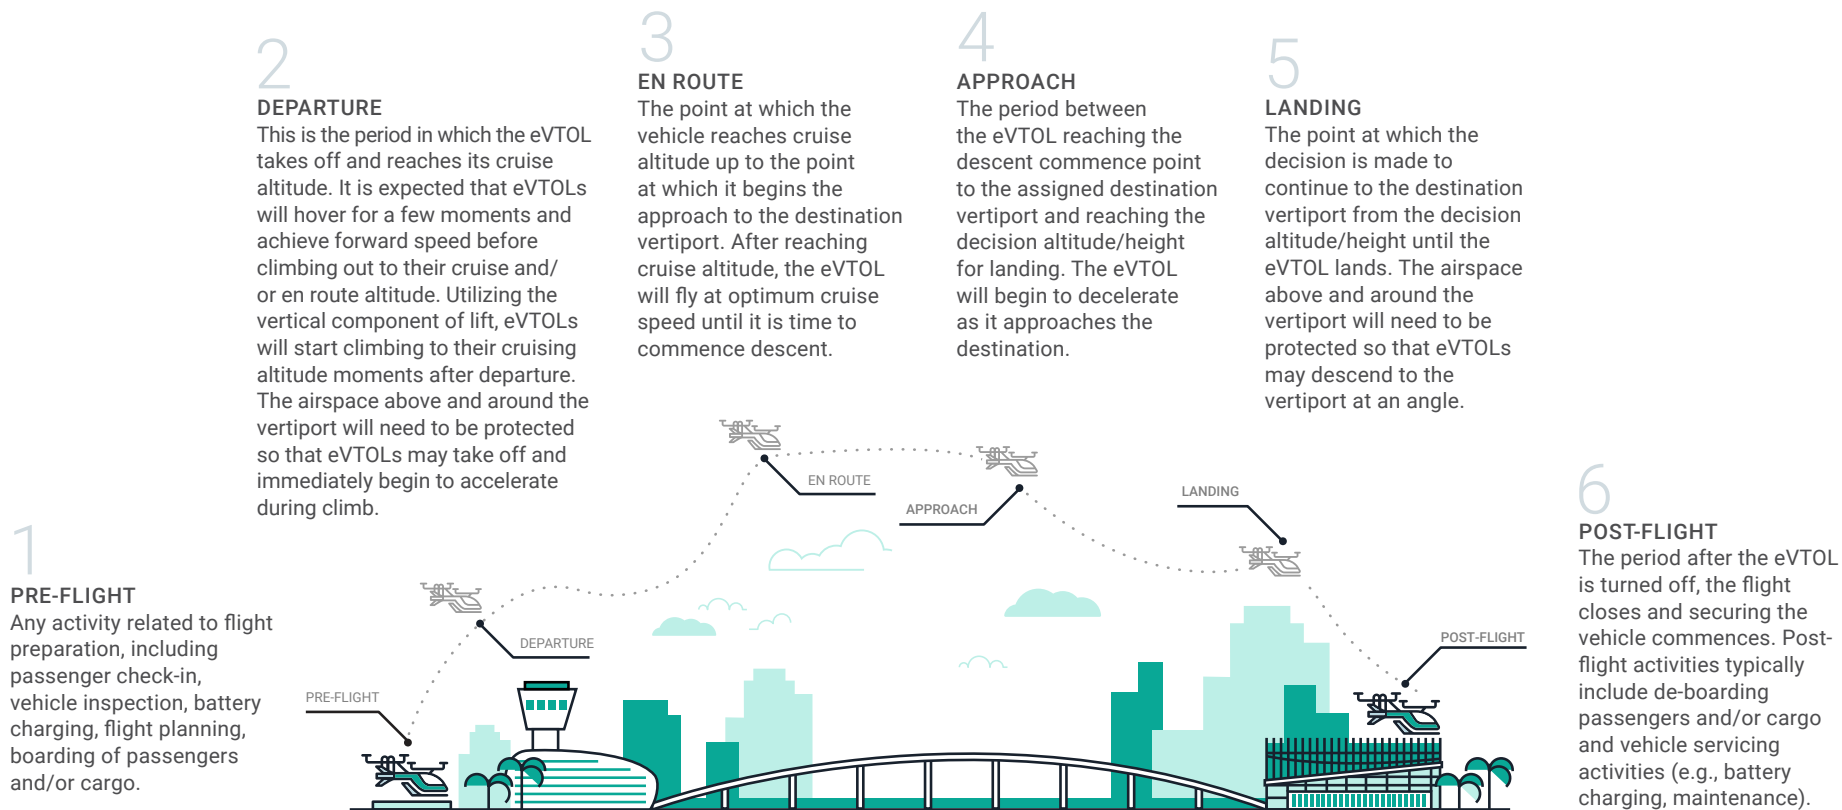 1
PRE-FLIGHT
Any activity related to flight
preparation, including
passenger check-in,
vehicle inspection, battery
charging, flight planning,
boarding of passengers
and/or cargo.
2
DEPARTURE
This is the period in which the eVTOL
takes off and reaches its cruise
altitude. It is expected that eVTOLs
will hover for a few moments and
achieve forward speed before
climbing out to their cruise and/
or en route altitude. Utilizing the
vertical component of lift, eVTOLs
will start climbing to their cruising
altitude moments after departure.
The airspace above and around the
vertiport will need to be protected
so that eVTOLs may take off and
immediately begin to accelerate
during climb.
3
EN ROUTE
The point at which the
vehicle reaches cruise
altitude up to the point
at which it begins the
approach to the destination
vertiport. After reaching
cruise altitude, the eVTOL
will fly at optimum cruise
speed until it is time to
commence descent.
4
APPROACH
The period between
the eVTOL reaching the
descent commence point
to the assigned destination
vertiport and reaching the
decision altitude/height
for landing. The eVTOL
will begin to decelerate
as it approaches the
destination.
5
LANDING
The point at which the
decision is made to
continue to the destination
vertiport from the decision
altitude/height until the
eVTOL lands. The airspace
above and around the
vertiport will need to be
protected so that eVTOLs
may descend to the
vertiport at an angle.
6
POST-FLIGHT
The period after the eVTOL
is turned off, the flight
closes and securing the
vehicle commences. Post-
flight activities typically
include de-boarding
passengers and/or cargo
and vehicle servicing
activities (e.g., battery
charging, maintenance).
PRE-FLIGHT
DEPARTURE
EN ROUTE
APPROACH
LANDING
POST-FLIGHT